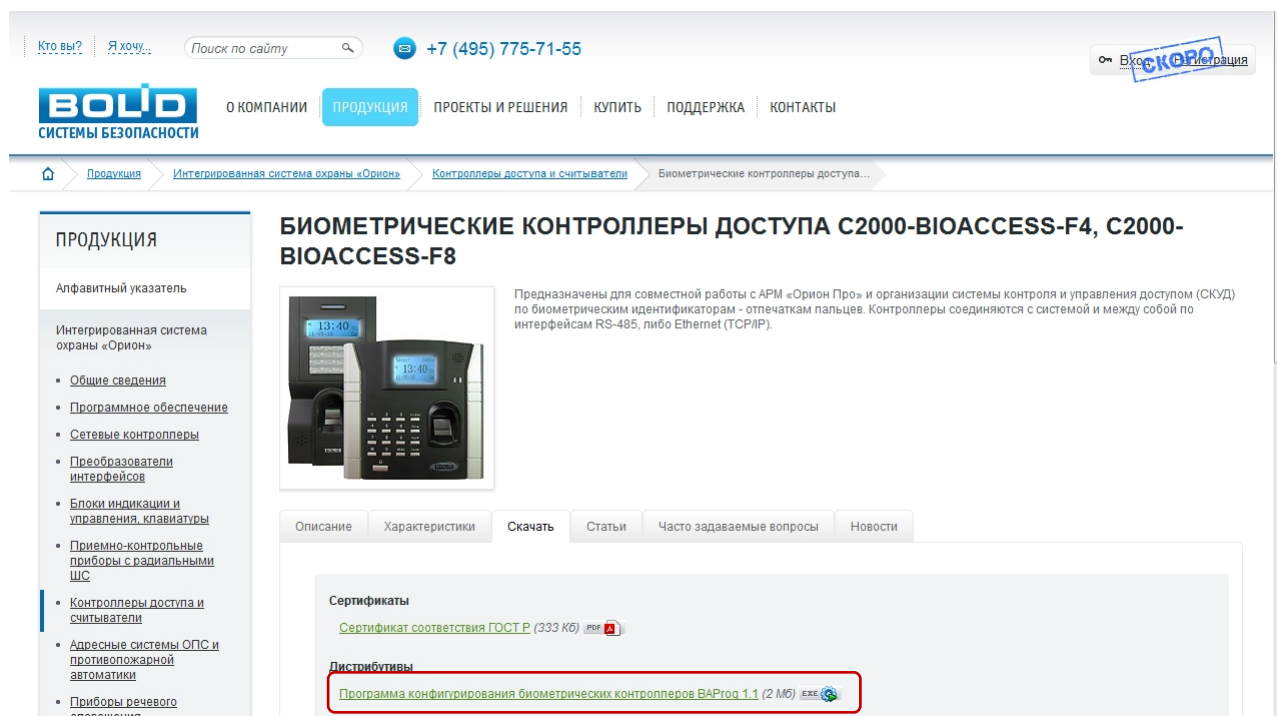 Кто вы? Я хочу... Поиск по сайту +7 (495) 775-71-55
Вход Регистрация
СКОРО
BOLID
СИСТЕМЫ БЕЗОПАСНОСТИ
О КОМПАНИИ ПРОДУКЦИЯ ПРОЕКТЫ И РЕШЕНИЯ КУПИТЬ ПОДДЕРЖКА КОНТАКТЫ
Продукция Интегрированная система охраны «Орион» Контроллеры доступа и считыватели Биометрические контроллеры доступа...
ПРОДУКЦИЯ
Алфавитный указатель
Интегрированная система
охраны «Орион»
• Общие сведения
• Программное обеспечение
• Сетевые контроллеры
• Преобразователи
интерфейсов
• Блоки индикации и
управления, клавиатуры
• Приемно-контрольные
приборы с радиальными
ШС
• Контроллеры доступа и
считыватели
• Адресные системы ОПС и
противопожарной
автоматики
• Приборы речевого
оповещения
БИОМЕТРИЧЕСКИЕ КОНТРОЛЛЕРЫ ДОСТУПА С2000-BIOACCESS-F4, С2000-
BIOACCESS-F8
13:40
13:40
Предназначены для совместной работы с АРМ «Орион Про» и организации системы контроля и управления доступом (СКУД)
по биометрическим идентификаторам - отпечаткам пальцев. Контроллеры соединяются с системой и между собой по
интерфейсам RS-485, либо Ethernet (TCP/IP).
Описание Характеристики Скачать Статьи Часто задаваемые вопросы Новости
Сертификаты
Сертификат соответствия ГОСТ Р (333 Кб) PDF
Дистрибутивы
Программа конфигурирования биометрических контроллеров BAProg 1.1 (2 Мб) EXE